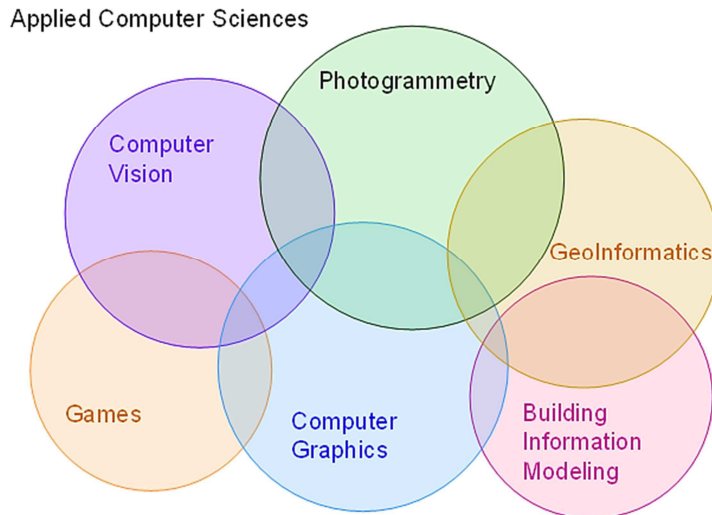 Applied Computer Sciences
Photogrammetry
Computer
Vision
GeoInformatics
Games
Computer
Graphics
Building
Information
Modeling